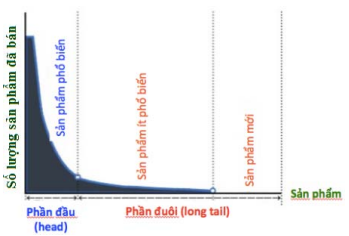 Số lượng sản phẩm đã bán
Sản phẩm phổ biến
Sản phẩm ít phổ biến
Sản phẩm mới
Sản phẩm
Phần đầu
(head)
Phần đuôi (long tail)